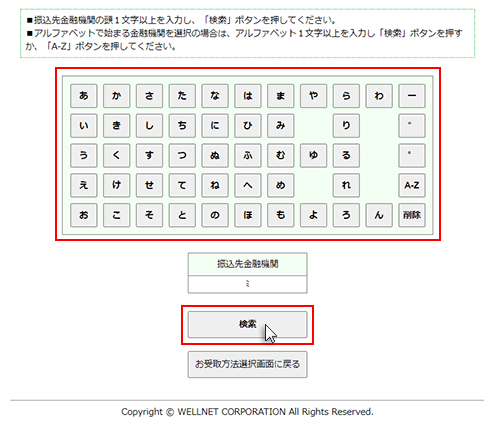 ■振込先金融機関の頭１文字以上を入力し、「検索」ボタンを押してください。
■アルファベットで始まる金融機関を選択の場合は、アルファベット１文字以上を入力し「検索」ボタンを押す
か、「A-Z」ボタンを押してください。
あ か さ た な は ま や ら わ ー
い き し ち に ひ み り ゛
う く す つ ぬ ふ む ゆ る ゜
え け せ て ね へ め れ A-Z
お こ そ と の ほ も よ ろ ん 削除
振込先金融機関
ミ
検索
お受取方法選択画面に戻る
Copyright © WELLNET CORPORATION All Rights Reserved.